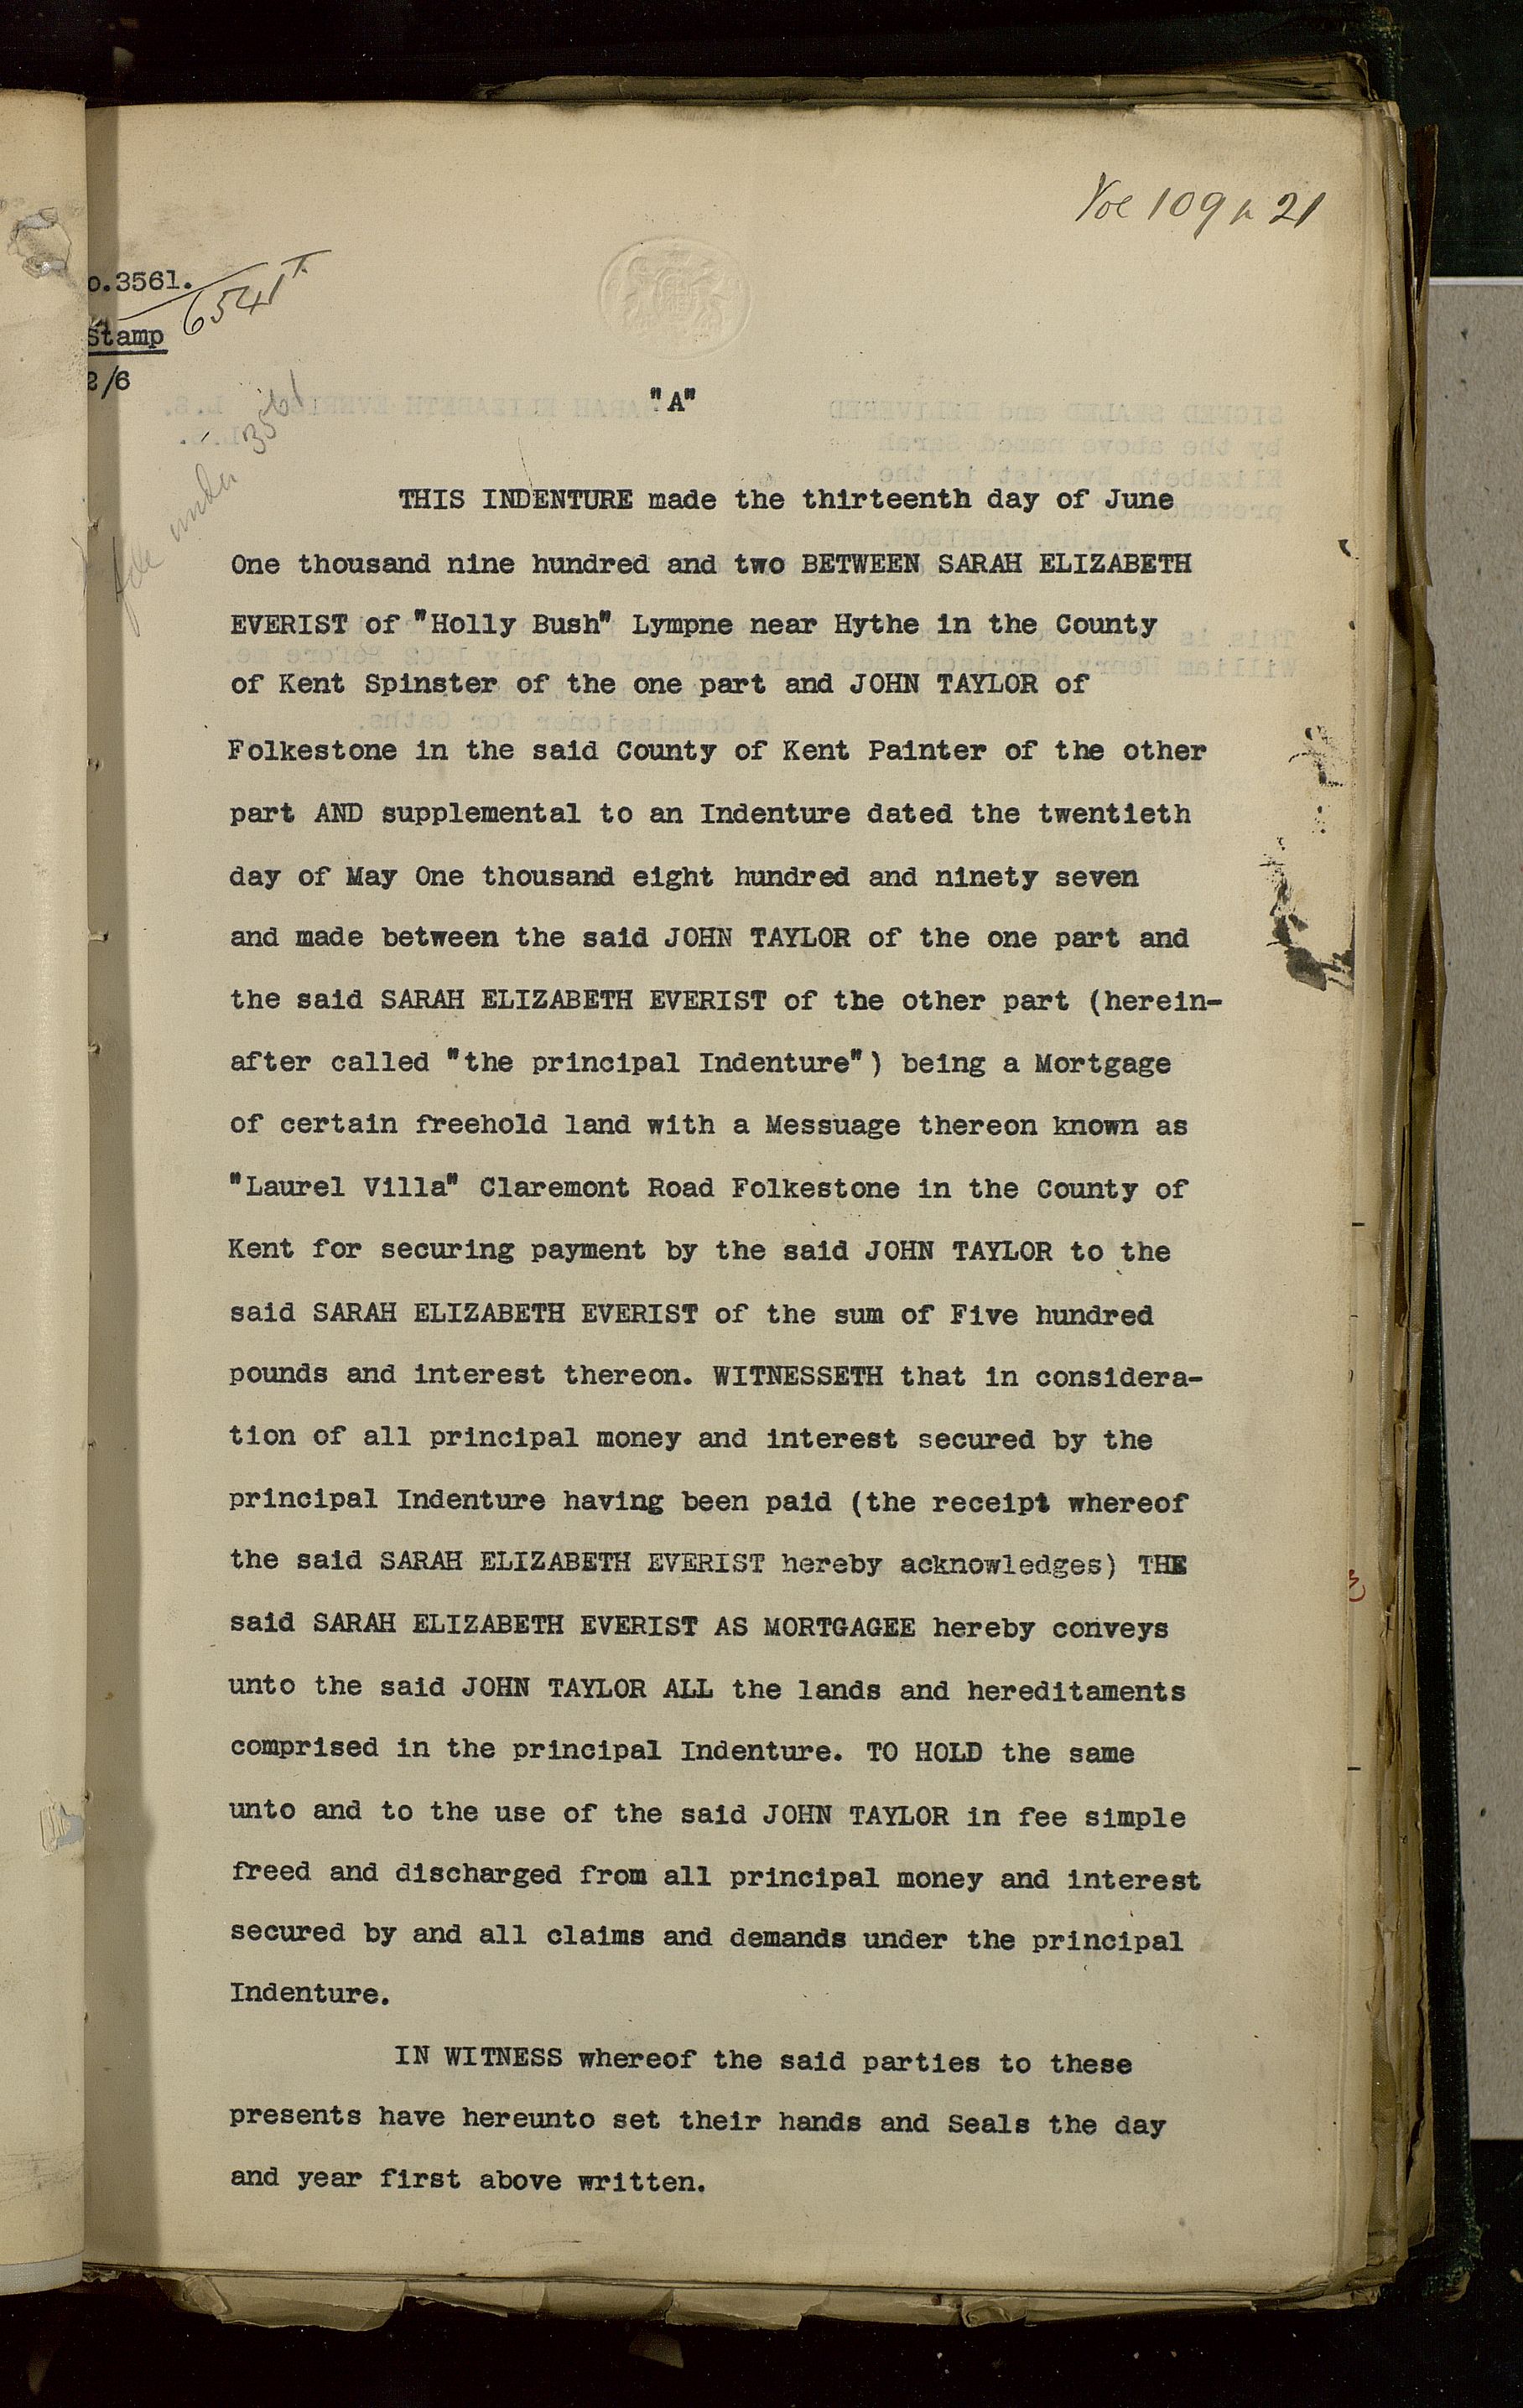 Vol 109 p 21
o.3561.
6541
Stamp
2/6
file under 3561
"A"
THIS INDENTURE made the thirteenth day of June
One thousand nine hundred and two BETWEEN SARAH ELIZABETH
EVERIST of "Holly Bush" Lympne near Hythe in the County
of Kent Spinster of the one part and JOHN TAYLOR of
Folkestone in the said County of Kent Painter of the other
part AND supplemental to an Indenture dated the twentieth
day of May One thousand eight hundred and ninety seven
and made between the said JOHN TAYLOR of the one part and
the said SARAH ELIZABETH EVERIST of the other part (herein-
after called "the principal Indenture") being a Mortgage
of certain freehold land with a Messuage thereon known as
"Laurel Villa" Claremont Road Folkestone in the County of
Kent for securing payment by the said JOHN TAYLOR to the
said SARAH ELIZABETH EVERIST of the sum of Five hundred
pounds and interest thereon. WITNESSETH that in considera-
tion of all principal money and interest secured by the
principal Indenture having been paid (the receipt whereof
the said SARAH ELIZABETH EVERIST hereby acknowledges) THE
said SARAH ELIZABETH EVERIST AS MORTGAGEE hereby conveys
unto the said JOHN TAYLOR ALL the lands and hereditaments
comprised in the principal Indenture. TO HOLD the same
unto and to the use of the said JOHN TAYLOR in fee simple
freed and discharged from all principal money and interest
secured by and all claims and demands under the principal
Indenture.
IN WITNESS whereof the said parties to these
presents have hereunto set their hands and Seals the day
and year first above written.